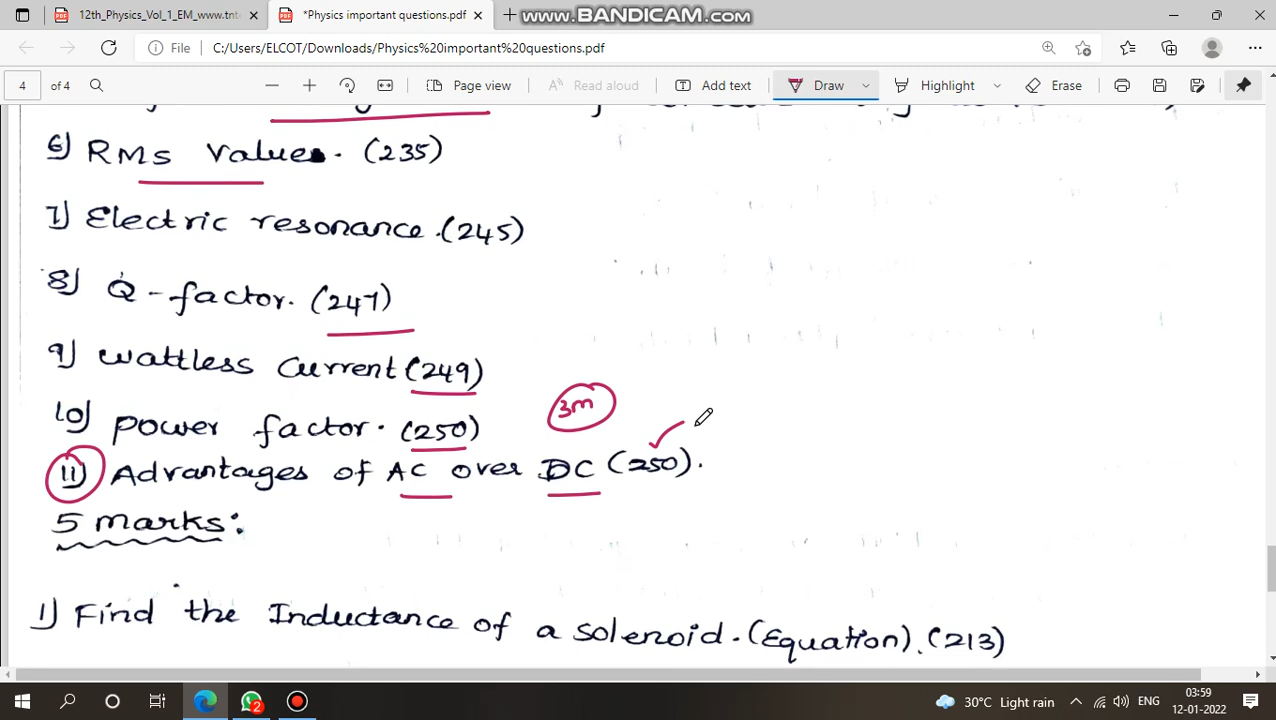 12th_Physics_Vol_1_EM_www.tnt
*Physics important questions.pdf
www.BANDICAM.com
File
C:/Users/ELCOT/Downloads/Physics%20important%20questions.pdf
4 of 4
Page view
Read aloud
Add text
Draw
Highlight
Erase
6) RMs values. (235)
7) Electric resonance.(245)
8) Q-factor. (247)
9) wattless Current (249)
10) power factor. (250)
3m
11) Advantages of AC over DC (250).
5 marks:
1) Find the Inductance of a solenoid. (Equation). (213)
2
30°C Light rain
ENG
03:59
12-01-2022